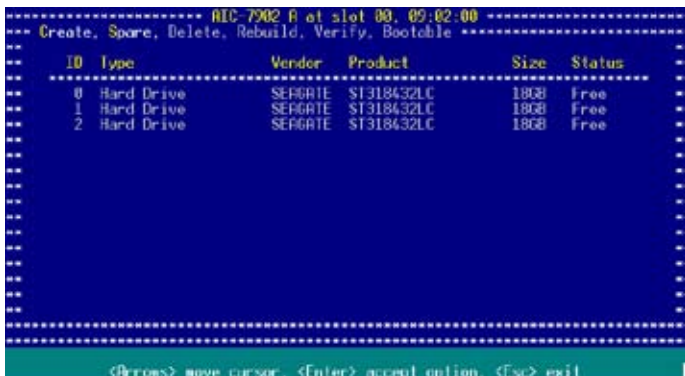 AIC-7902 A at slot 00, 09:02:00
Create, Spare, Delete, Rebuild, Verify, Bootable
ID Type Vendor Product Size Status
0 Hard Drive SEAGATE ST318432LC 18GB Free
1 Hard Drive SEAGATE ST318432LC 18GB Free
2 Hard Drive SEAGATE ST318432LC 18GB Free
<Arrows> move cursor, <Enter> accept option, <Esc> exit